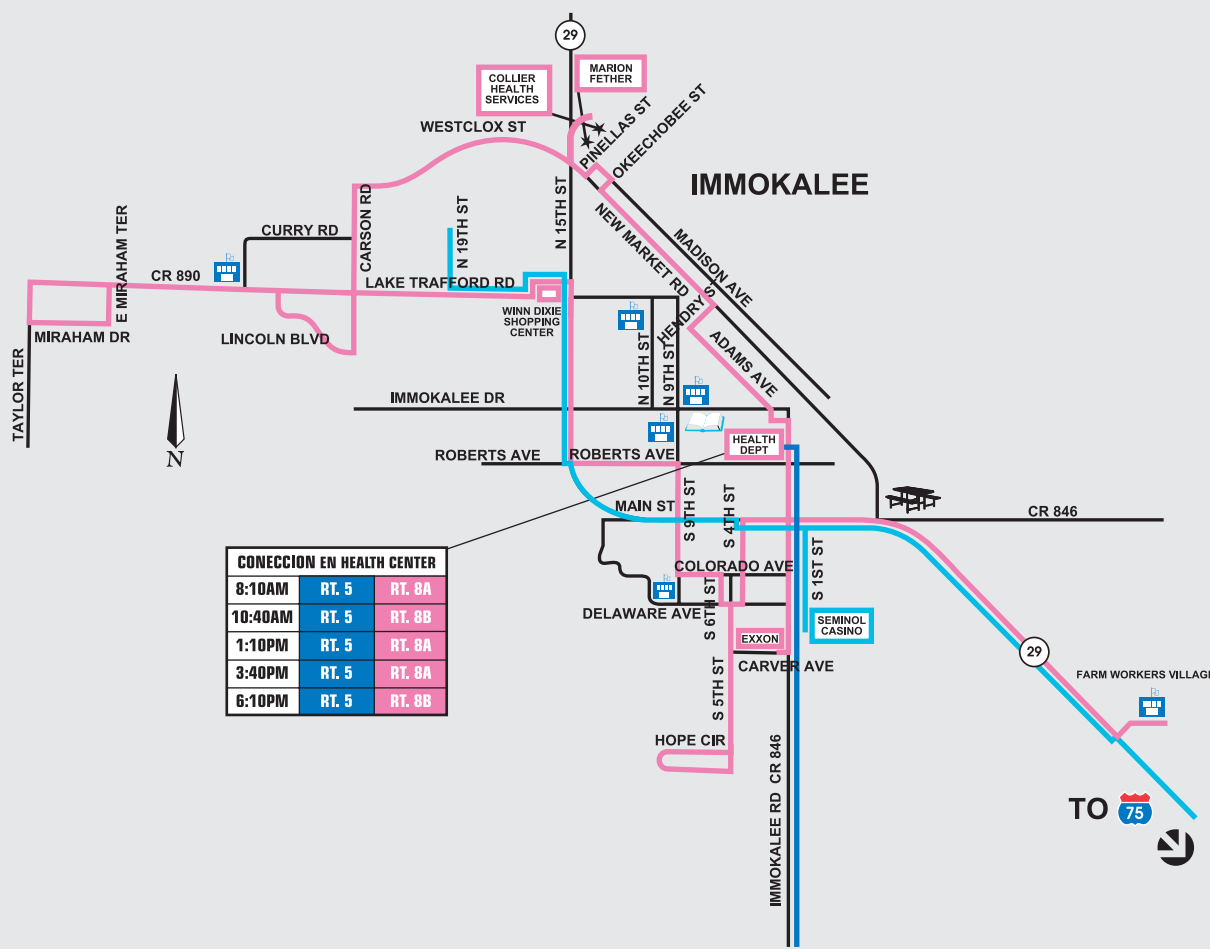 29
COLLIER
HEALTH
SERVICES
MARION
FETHER
WESTCLOX ST
PINELLAS ST
OKEECHOBEE ST
IMMOKALEE
CARSON RD
N 19TH ST
N 15TH ST
NEW MARKET RD
MADISON AVE
E MIRAHAM TER
CURRY RD
CR 890
LAKE TRAFFORD RD
WINN DIXIE
SHOPPING
CENTER
HENDRY S
MIRAHAM DR
LINCOLN BLVD
TAYLOR TER
N 10TH ST
N 9TH ST
ADAMS AVE
N
IMMOKALEE DR
HEALTH
DEPT
ROBERTS AVE
ROBERTS AVE
MAIN ST
S 9TH ST
S 4TH ST
CR 846
COLORADO AVE
S 1ST ST
S 6TH ST
DELAWARE AVE
SEMINOL
CASINO
EXXON
CARVER AVE
S 5TH ST
HOPE CIR
IMMOKALEE RD CR 846
29
FARM WORKERS VILLAGE
TO 75
CONECCION EN HEALTH CENTER
8:10AM RT. 5 RT. 8A
10:40AM RT. 5 RT. 8B
1:10PM RT. 5 RT. 8A
3:40PM RT. 5 RT. 8A
6:10PM RT. 5 RT. 8B